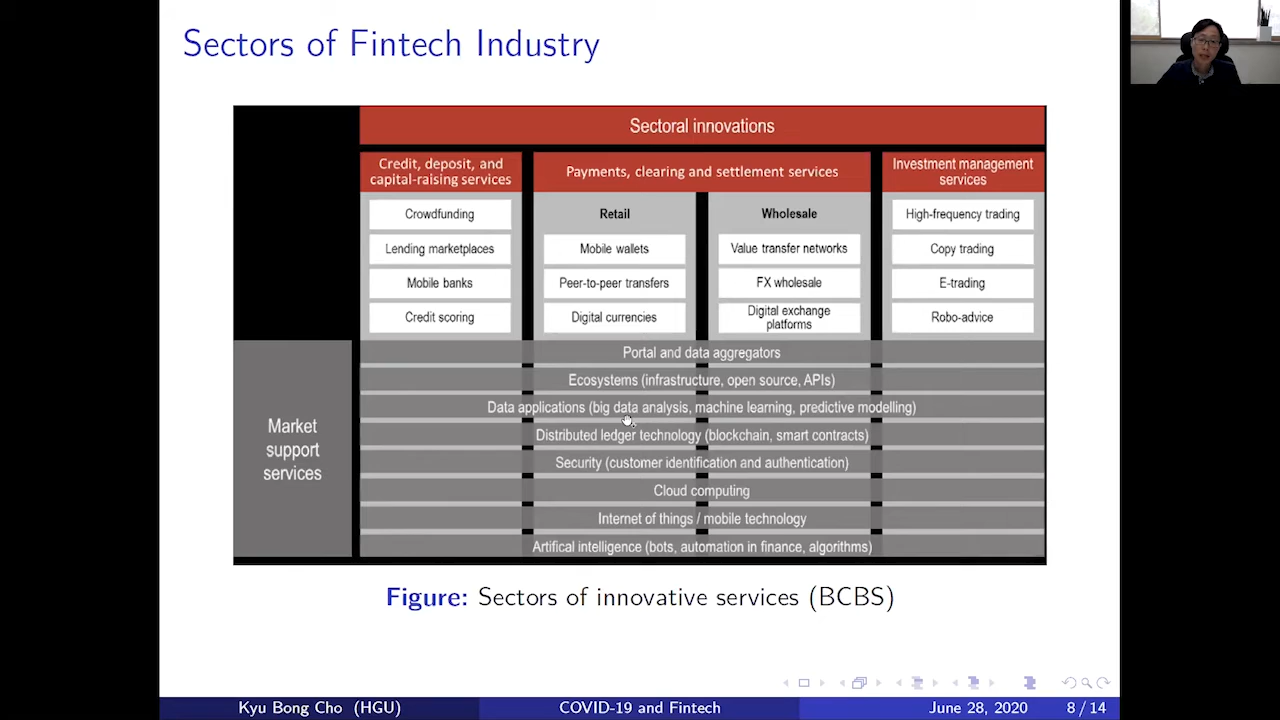 Sectors of Fintech Industry
Sectoral innovations
Credit, deposit, and
capital-raising services
Payments, clearing and settlement services
Investment management
services
Crowdfunding
Retail
Wholesale
High-frequency trading
Lending marketplaces
Mobile wallets
Value transfer networks
Copy trading
Mobile banks
Peer-to-peer transfers
FX wholesale
E-trading
Credit scoring
Digital currencies
Digital exchange
platforms
Robo-advice
Market
support
services
Portal and data aggregators
Ecosystems (infrastructure, open source, APIs)
Data applications (big data analysis, machine learning, predictive modelling)
Distributed ledger technology (blockchain, smart contracts)
Security (customer identification and authentication)
Cloud computing
Internet of things / mobile technology
Artifical intelligence (bots, automation in finance, algorithms)
Figure: Sectors of innovative services (BCBS)
Kyu Bong Cho (HGU)
COVID-19 and Fintech
June 28, 2020
8 / 14